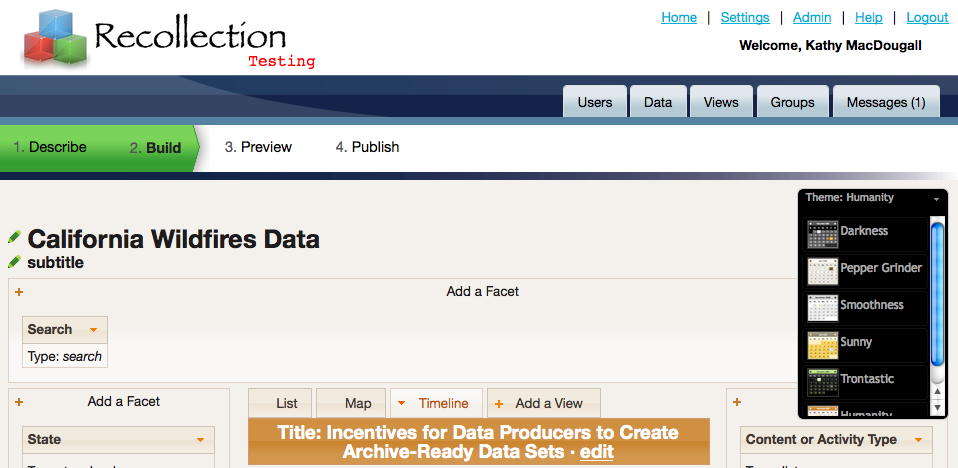 Home | Settings | Admin | Help | Logout
Recollection
Testing
Welcome, Kathy MacDougall
Users Data Views Groups Messages (1)
1. Describe 2. Build 3. Preview 4. Publish
Theme: Humanity
Darkness
Pepper Grinder
Smoothness
Sunny
Trontastic
Humanity
California Wildfires Data
subtitle
+ Add a Facet
Search
Type: search
+ Add a Facet
State
List Map Timeline + Add a View
Title: Incentives for Data Producers to Create
Archive-Ready Data Sets · edit
+
Content or Activity Type